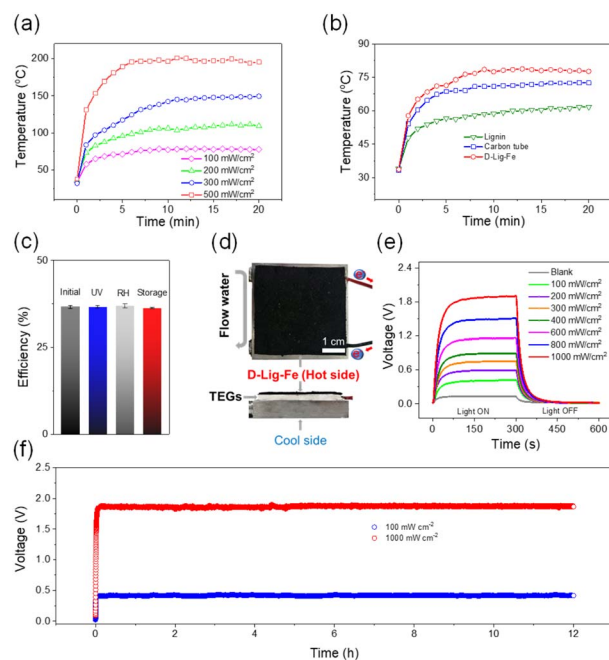 (a)
200
150
100
50
Temperature (°C)
100 mW/cm²
200 mW/cm²
300 mW/cm²
500 mW/cm²
0 5 10 15 20
Time (min)
(b)
90
75
60
45
30
Temperature (°C)
Lignin
Carbon tube
D-Lig-Fe
0 5 10 15 20
Time (min)
(c)
50
25
0
Efficiency (%)
Initial UV RH Storage
(d)
Flow water
1 cm
D-Lig-Fe (Hot side)
TEGs
Cool side
(e)
2.4
1.8
1.2
0.6
0.0
Voltage (V)
Blank
100 mW/cm²
200 mW/cm²
300 mW/cm²
400 mW/cm²
600 mW/cm²
800 mW/cm²
1000 mW/cm²
Light ON Light OFF
0 300 600
Time (s)
(f)
2.5
2.0
1.5
1.0
0.5
0.0
Voltage (V)
100 mW cm⁻²
1000 mW cm⁻²
0 2 4 6 8 10 12
Time (h)